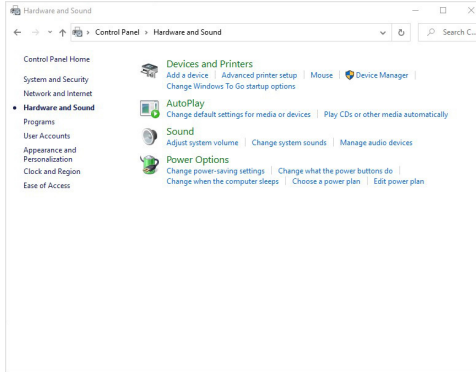 Hardware and Sound
Control Panel > Hardware and Sound
Search C...
Control Panel Home
System and Security
Network and Internet
Hardware and Sound
Programs
User Accounts
Appearance and
Personalization
Clock and Region
Ease of Access
Devices and Printers
Add a device | Advanced printer setup | Mouse | Device Manager |
Change Windows To Go startup options
AutoPlay
Change default settings for media or devices | Play CDs or other media automatically
Sound
Adjust system volume | Change system sounds | Manage audio devices
Power Options
Change power-saving settings | Change what the power buttons do |
Change when the computer sleeps | Choose a power plan | Edit power plan